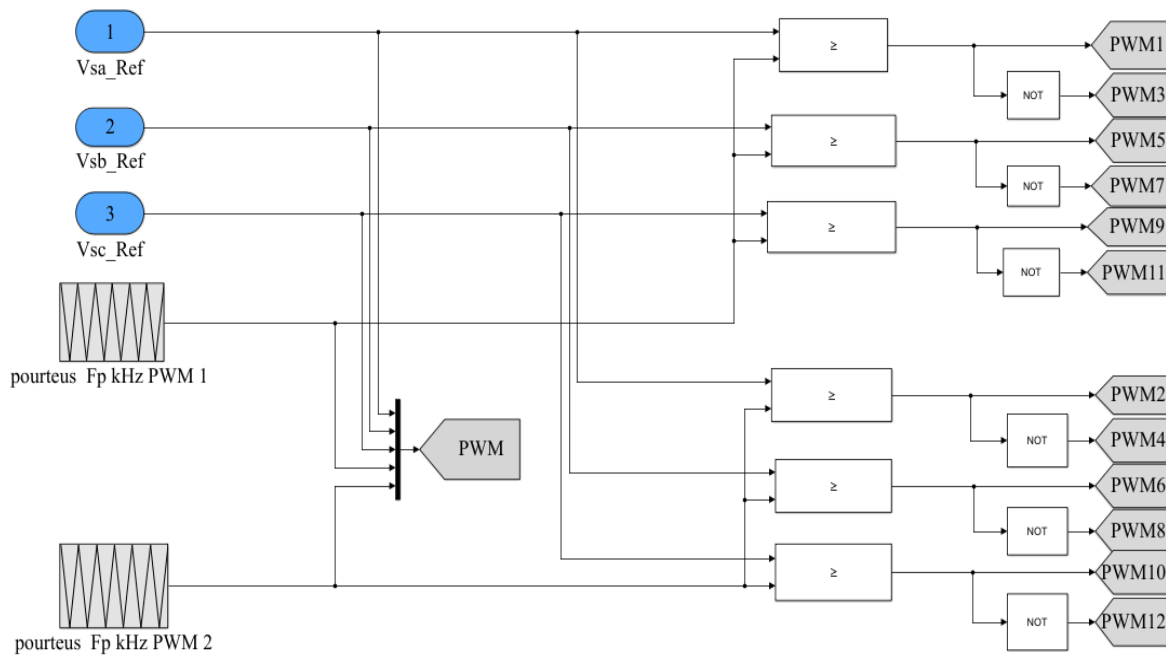 1
Vsa_Ref
≥
PWM1
NOT
PWM3
2
Vsb_Ref
≥
PWM5
NOT
PWM7
3
Vsc_Ref
≥
PWM9
NOT
PWM11
pourteus Fp kHz PWM 1
≥
PWM2
NOT
PWM4
PWM
≥
PWM6
NOT
PWM8
≥
PWM10
NOT
PWM12
pourteus Fp kHz PWM 2